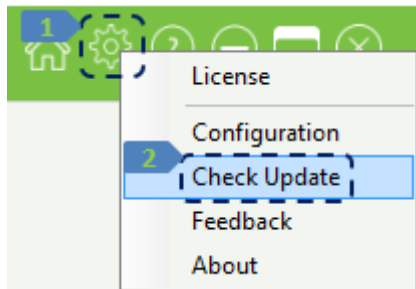 1
?
License
Configuration
2
Check Update
Feedback
About